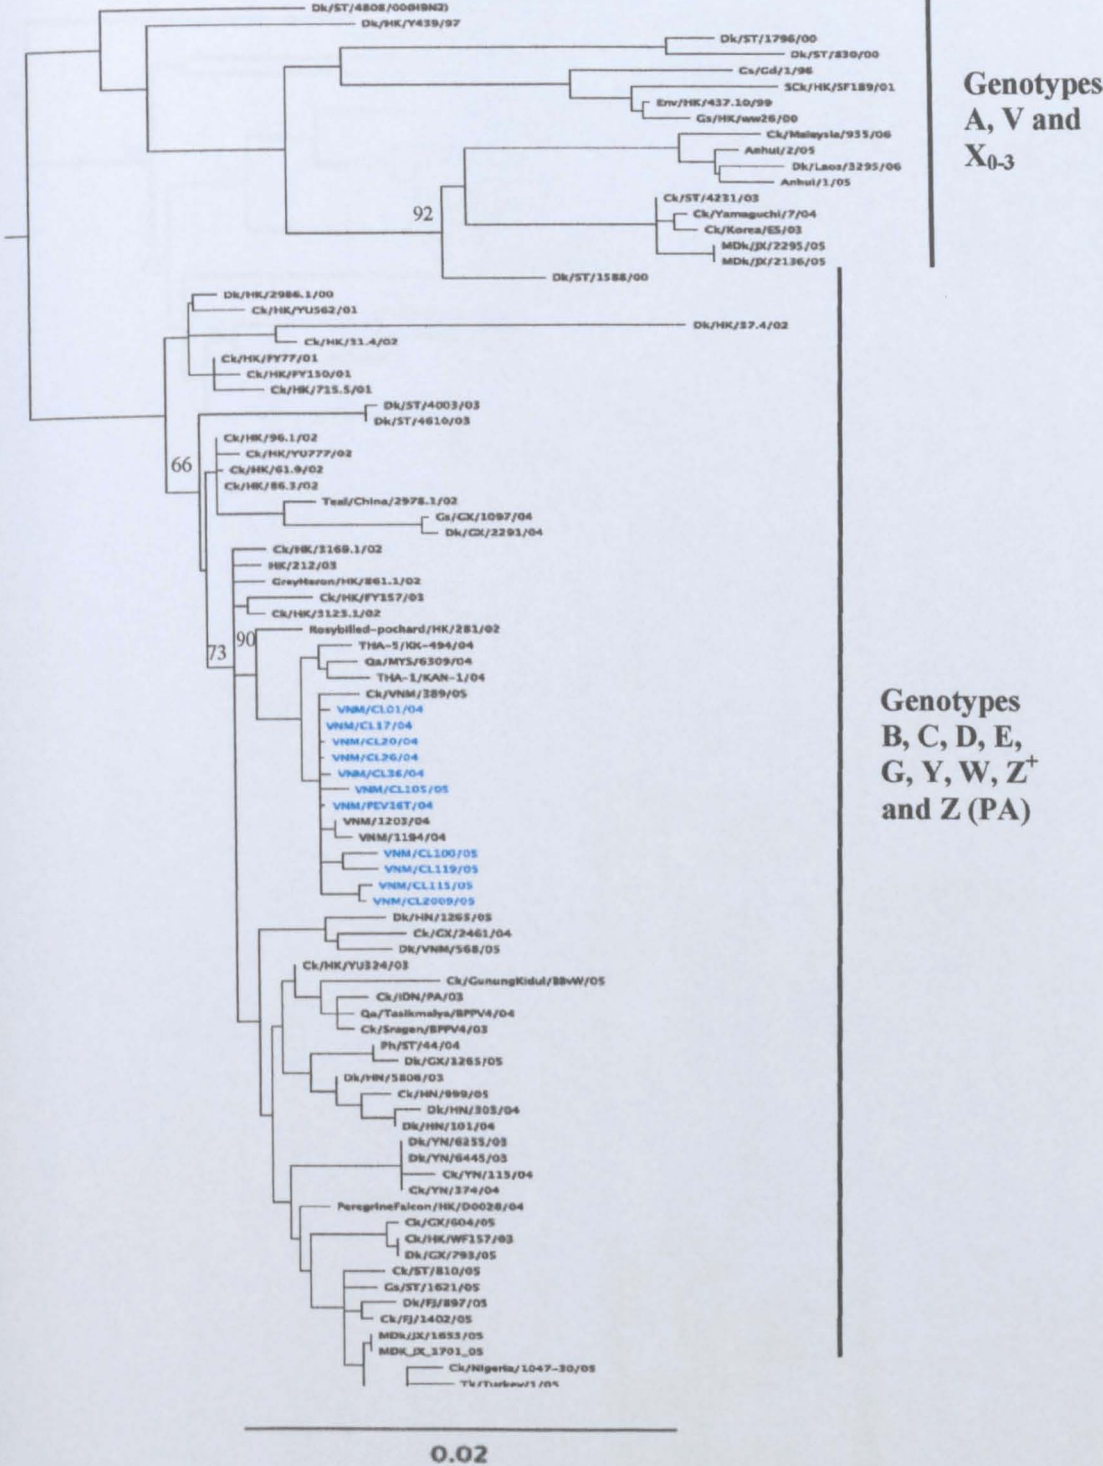 Dk/ST/4808/00(H9N2)
Dk/HK/Y439/97
Dk/ST/1796/00
Dk/ST/830/00
Gs/Gd/1/96
SCk/HK/SF189/01
Env/HK/437.10/99
Gs/HK/ww26/00
Ck/Malaysia/935/06
Anhui/2/05
Dk/Laos/3295/06
Anhui/1/05
Ck/ST/4231/03
Ck/Yamaguchi/7/04
Ck/Korea/ES/03
MDk/JX/2295/05
MDk/JX/2136/05
92
Dk/ST/1588/00
Genotypes
A, V and
X0-3
Dk/HK/2986.1/00
Ck/HK/YU562/01
Dk/HK/37.4/02
Ck/HK/31.4/02
Ck/HK/FY77/01
Ck/HK/FY150/01
Ck/HK/715.5/01
Dk/ST/4003/03
Dk/ST/4610/03
Ck/HK/96.1/02
Ck/HK/YU777/02
66
Ck/HK/61.9/02
Ck/HK/86.3/02
Teal/China/2978.1/02
Gs/GX/1097/04
Dk/GX/2291/04
Ck/HK/3169.1/02
HK/212/03
GreyHeron/HK/861.1/02
Ck/HK/FY157/03
Ck/HK/3123.1/02
Rosybilled-pochard/HK/281/02
73
90
THA-5/KK-494/04
Qa/MYS/6309/04
THA-1/KAN-1/04
Ck/VNM/389/05
VNM/CL01/04
VNM/CL17/04
VNM/CL20/04
VNM/CL26/04
VNM/CL36/04
VNM/CL105/05
VNM/PEV16T/04
VNM/1203/04
VNM/1194/04
VNM/CL100/05
VNM/CL119/05
VNM/CL115/05
VNM/CL2009/05
Genotypes
B, C, D, E,
G, Y, W, Z+
and Z (PA)
Dk/HN/1265/05
Ck/GX/2461/04
Dk/VNM/568/05
Ck/HK/YU324/03
Ck/GunungKidul/BBvW/05
Ck/IDN/PA/03
Qa/Tasikmalya/BPPV4/04
Ck/Sragen/BPPV4/03
Ph/ST/44/04
Dk/GX/1265/05
Dk/HN/5806/03
Ck/HN/999/05
Dk/HN/303/04
Dk/HN/101/04
Dk/YN/6255/03
Dk/YN/6445/03
Ck/YN/115/04
Ck/YN/374/04
PeregrineFalcon/HK/D0028/04
Ck/GX/604/05
Ck/HK/WF157/03
Dk/GX/793/05
Ck/ST/810/05
Gs/ST/1621/05
Dk/FJ/897/05
Ck/FJ/1402/05
MDk/JX/1653/05
MDK_JX_1701_05
Ck/Nigeria/1047-30/05
Tk/Turkey/1/05
0.02